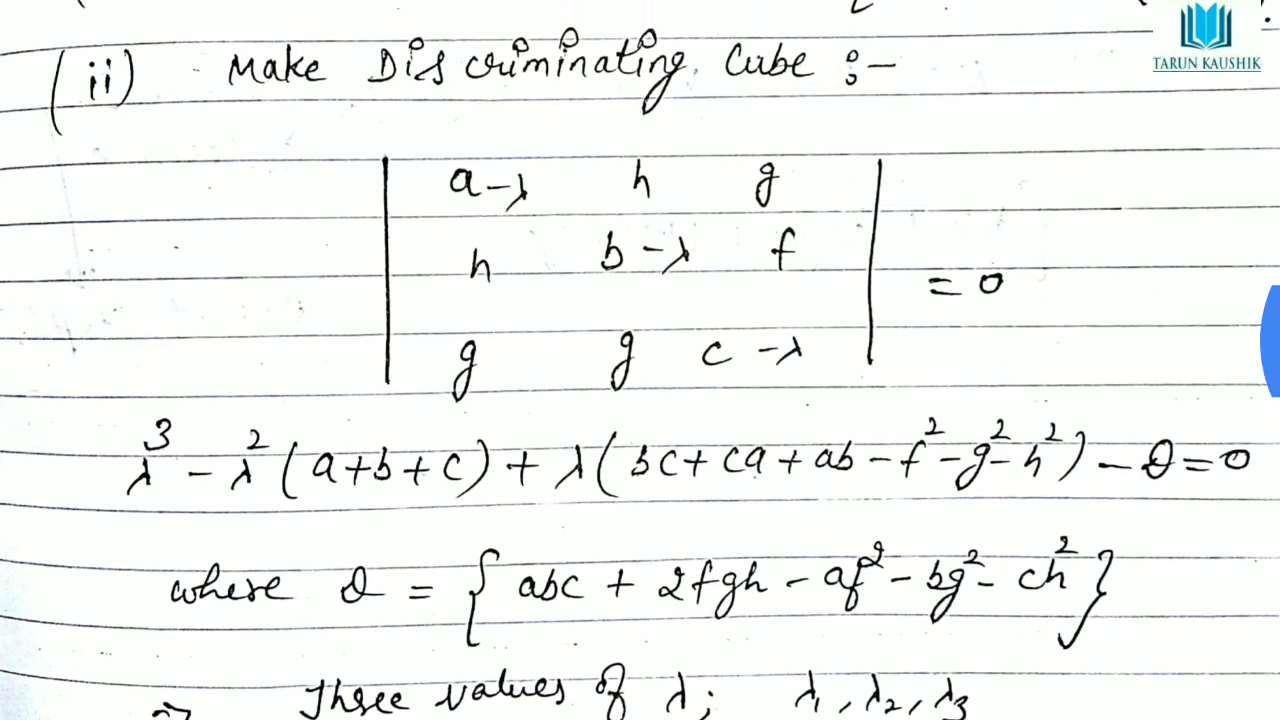 TARUN KAUSHIK
(ii) Make Discriminating Cube :-
| a-λ h g |
| h b-λ f | = 0
| g g c-λ |
λ³ - λ² (a+b+c) + λ( bc+ca+ab-f²-g²-h²) - D = 0
where D = { abc + 2fgh - af² - bg² - ch² }
Three values of λ; λ₁, λ₂, λ₃